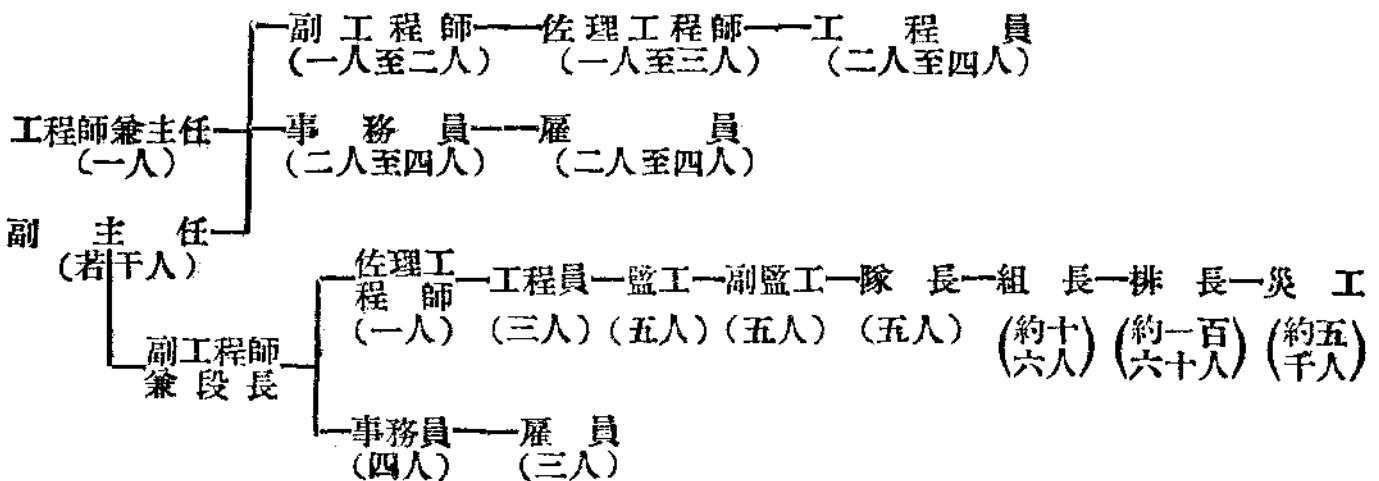 副工程師 佐理工程師 工程員
(一人至二人) (一人至三人) (二人至四人)
工程師兼主任 事務員 雇員
(一人) (二人至四人) (二人至四人)
副主任
(若干人)
佐理工程師 工程員 監工 副監工 隊長 組長 排長 災工
(一人) (三人) (五人) (五人) (五人) (約十六人) (約一百六十人) (約五千人)
副工程師
兼段長
事務員 雇員
(四人) (三人)